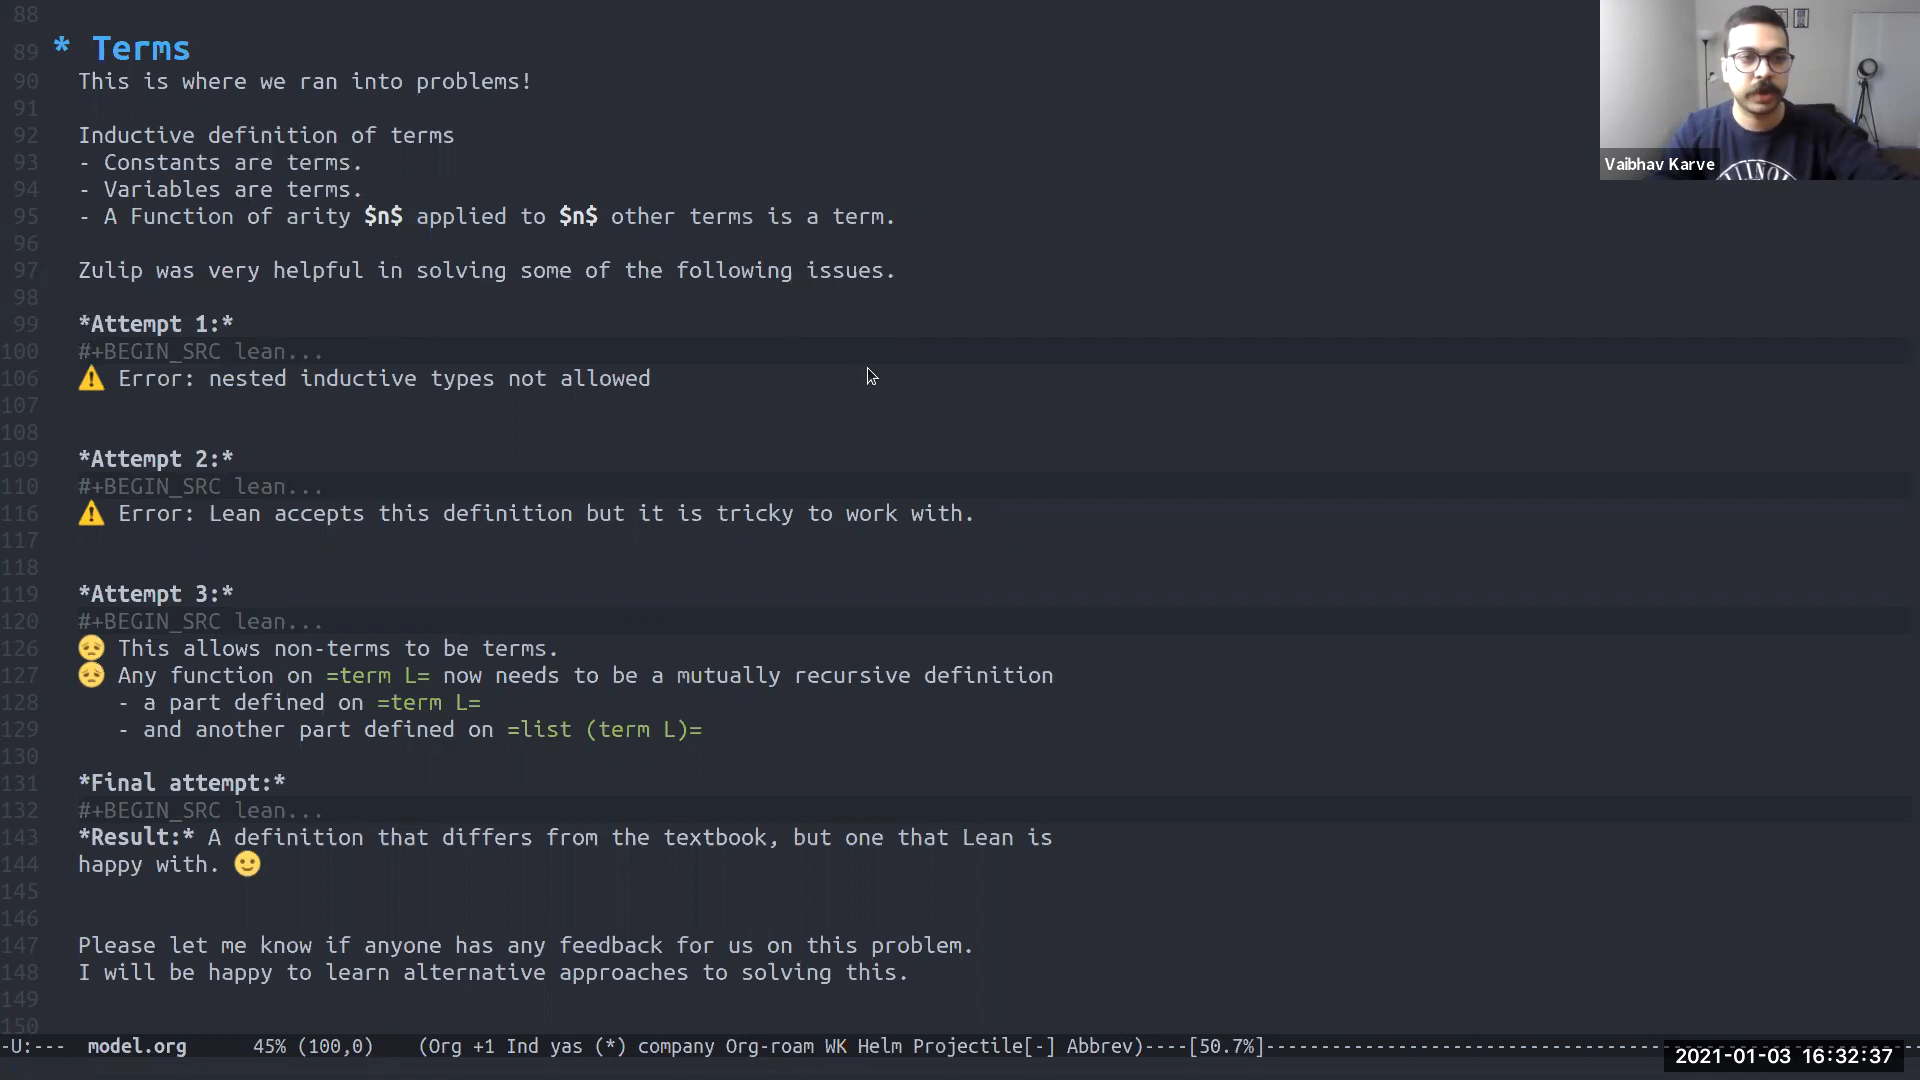 88
89 * Terms
90 This is where we ran into problems!
91
92 Inductive definition of terms
93 - Constants are terms.
94 - Variables are terms.
95 - A Function of arity $n$ applied to $n$ other terms is a term.
96
97 Zulip was very helpful in solving some of the following issues.
98
99 *Attempt 1:*
100 #+BEGIN_SRC lean...
106 ⚠️ Error: nested inductive types not allowed
107
108
109 *Attempt 2:*
110 #+BEGIN_SRC lean...
116 ⚠️ Error: Lean accepts this definition but it is tricky to work with.
117
118
119 *Attempt 3:*
120 #+BEGIN_SRC lean...
126 😞 This allows non-terms to be terms.
127 😞 Any function on =term L= now needs to be a mutually recursive definition
128 - a part defined on =term L=
129 - and another part defined on =list (term L)=
130
131 *Final attempt:*
132 #+BEGIN_SRC lean...
143 *Result:* A definition that differs from the textbook, but one that Lean is
144 happy with. 🙂
145
146
147 Please let me know if anyone has any feedback for us on this problem.
148 I will be happy to learn alternative approaches to solving this.
149
150
-U:--- model.org 45% (100,0) (Org +1 Ind yas (*) company Org-roam WK Helm Projectile[-] Abbrev)----[50.7%]
Vaibhav Karve
2021-01-03 16:32:37